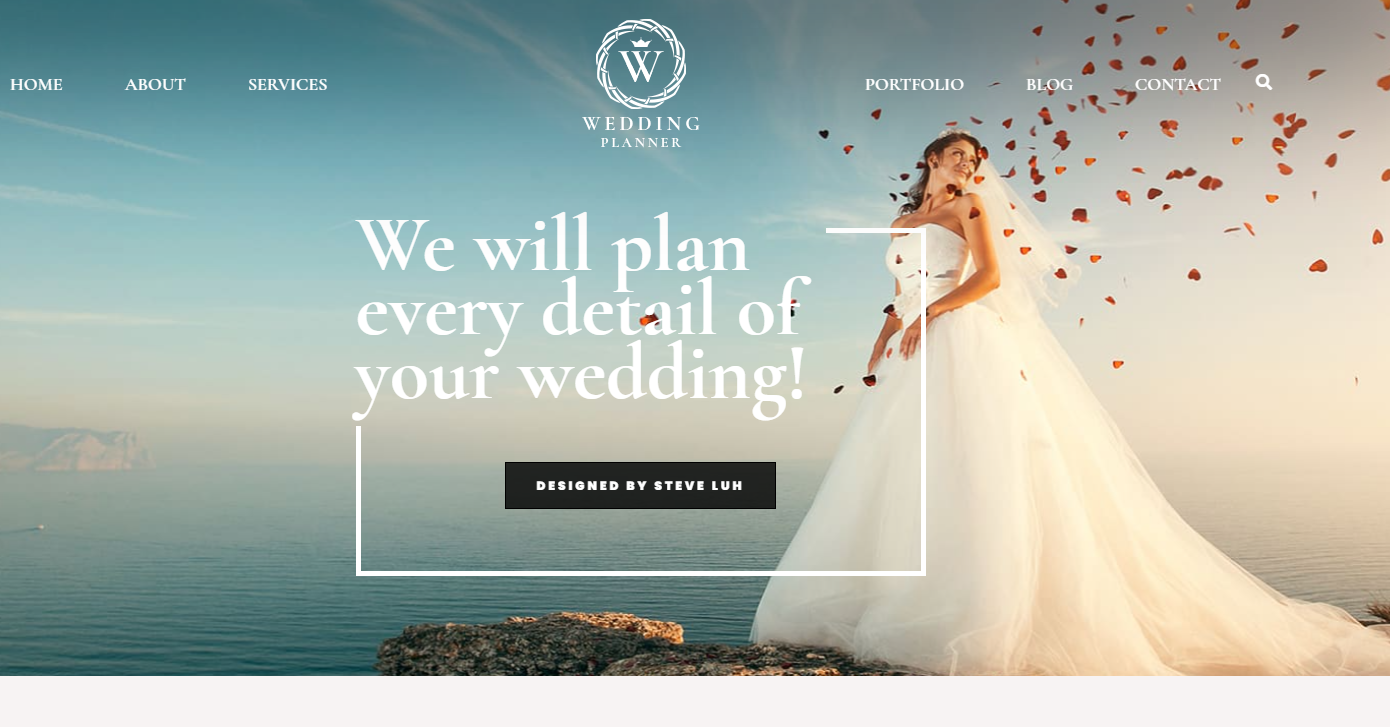 HOME ABOUT SERVICES
W
WEDDING
PLANNER
PORTFOLIO BLOG CONTACT
We will plan
every detail of
your wedding!
DESIGNED BY STEVE LUH